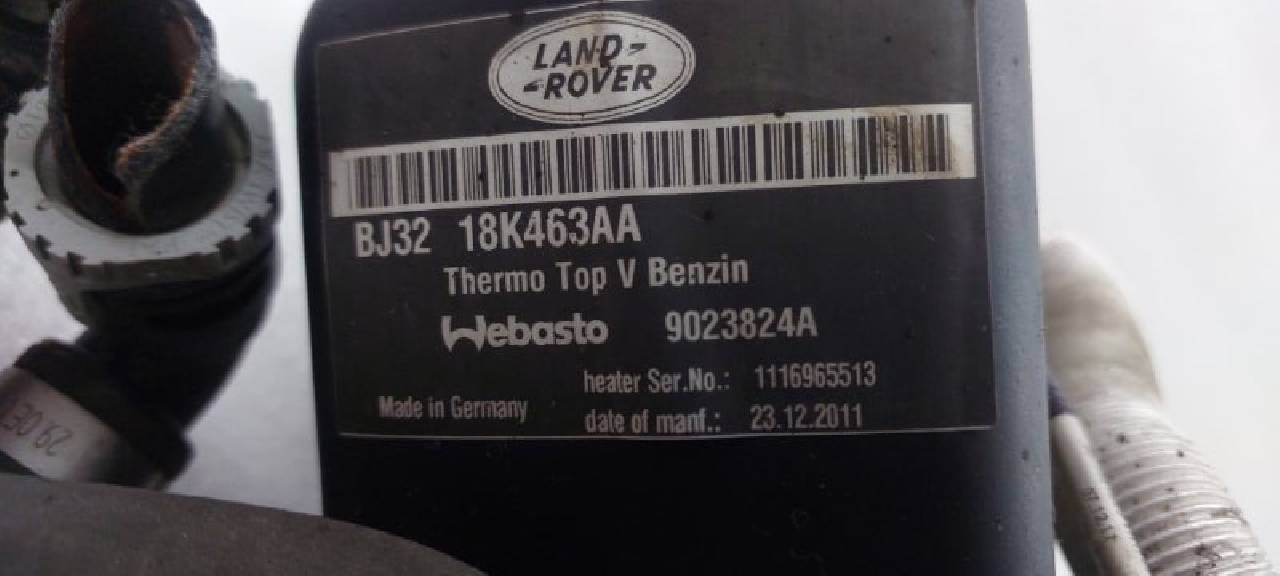 LAND-
ROVER
BJ32 18K463AA
Thermo Top V Benzin
Webasto 9023824A
heater Ser.No.: 1116965513
Made in Germany date of manf.: 23.12.2011